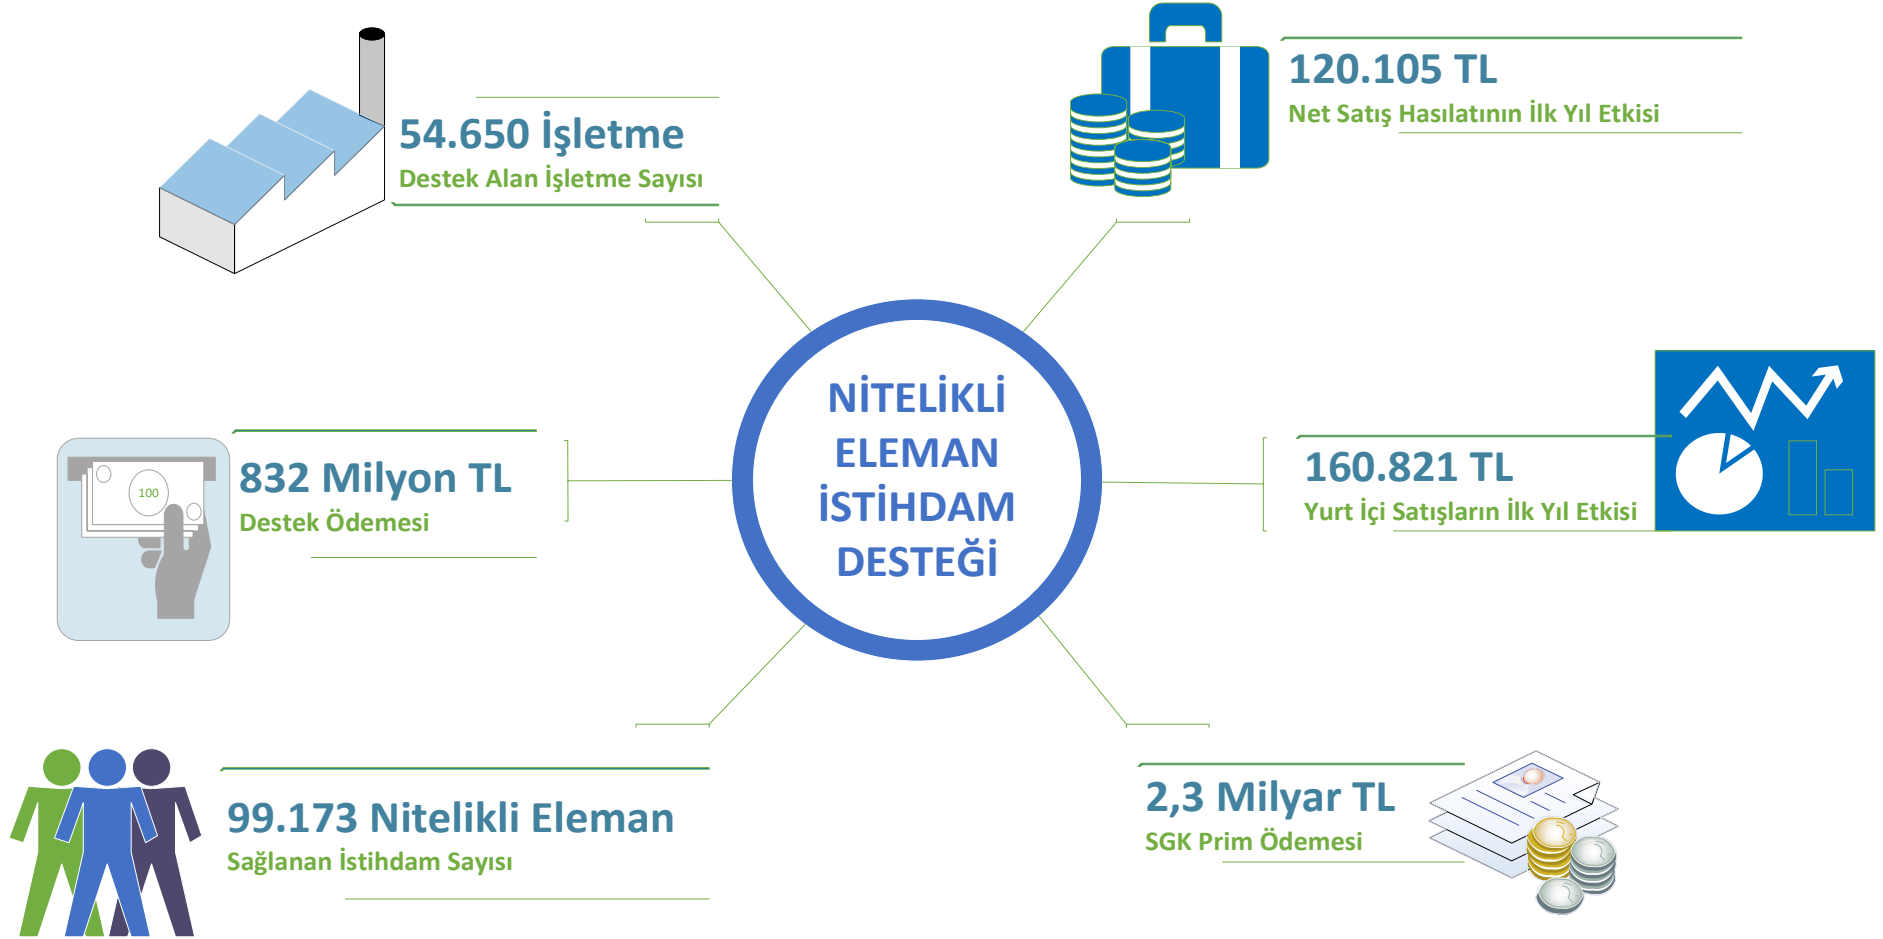 54.650 İşletme
Destek Alan İşletme Sayısı
120.105 TL
Net Satış Hasılatının İlk Yıl Etkisi
NİTELİKLİ
ELEMAN
İSTİHDAM
DESTEĞİ
100
832 Milyon TL
Destek Ödemesi
160.821 TL
Yurt İçi Satışların İlk Yıl Etkisi
99.173 Nitelikli Eleman
Sağlanan İstihdam Sayısı
2,3 Milyar TL
SGK Prim Ödemesi